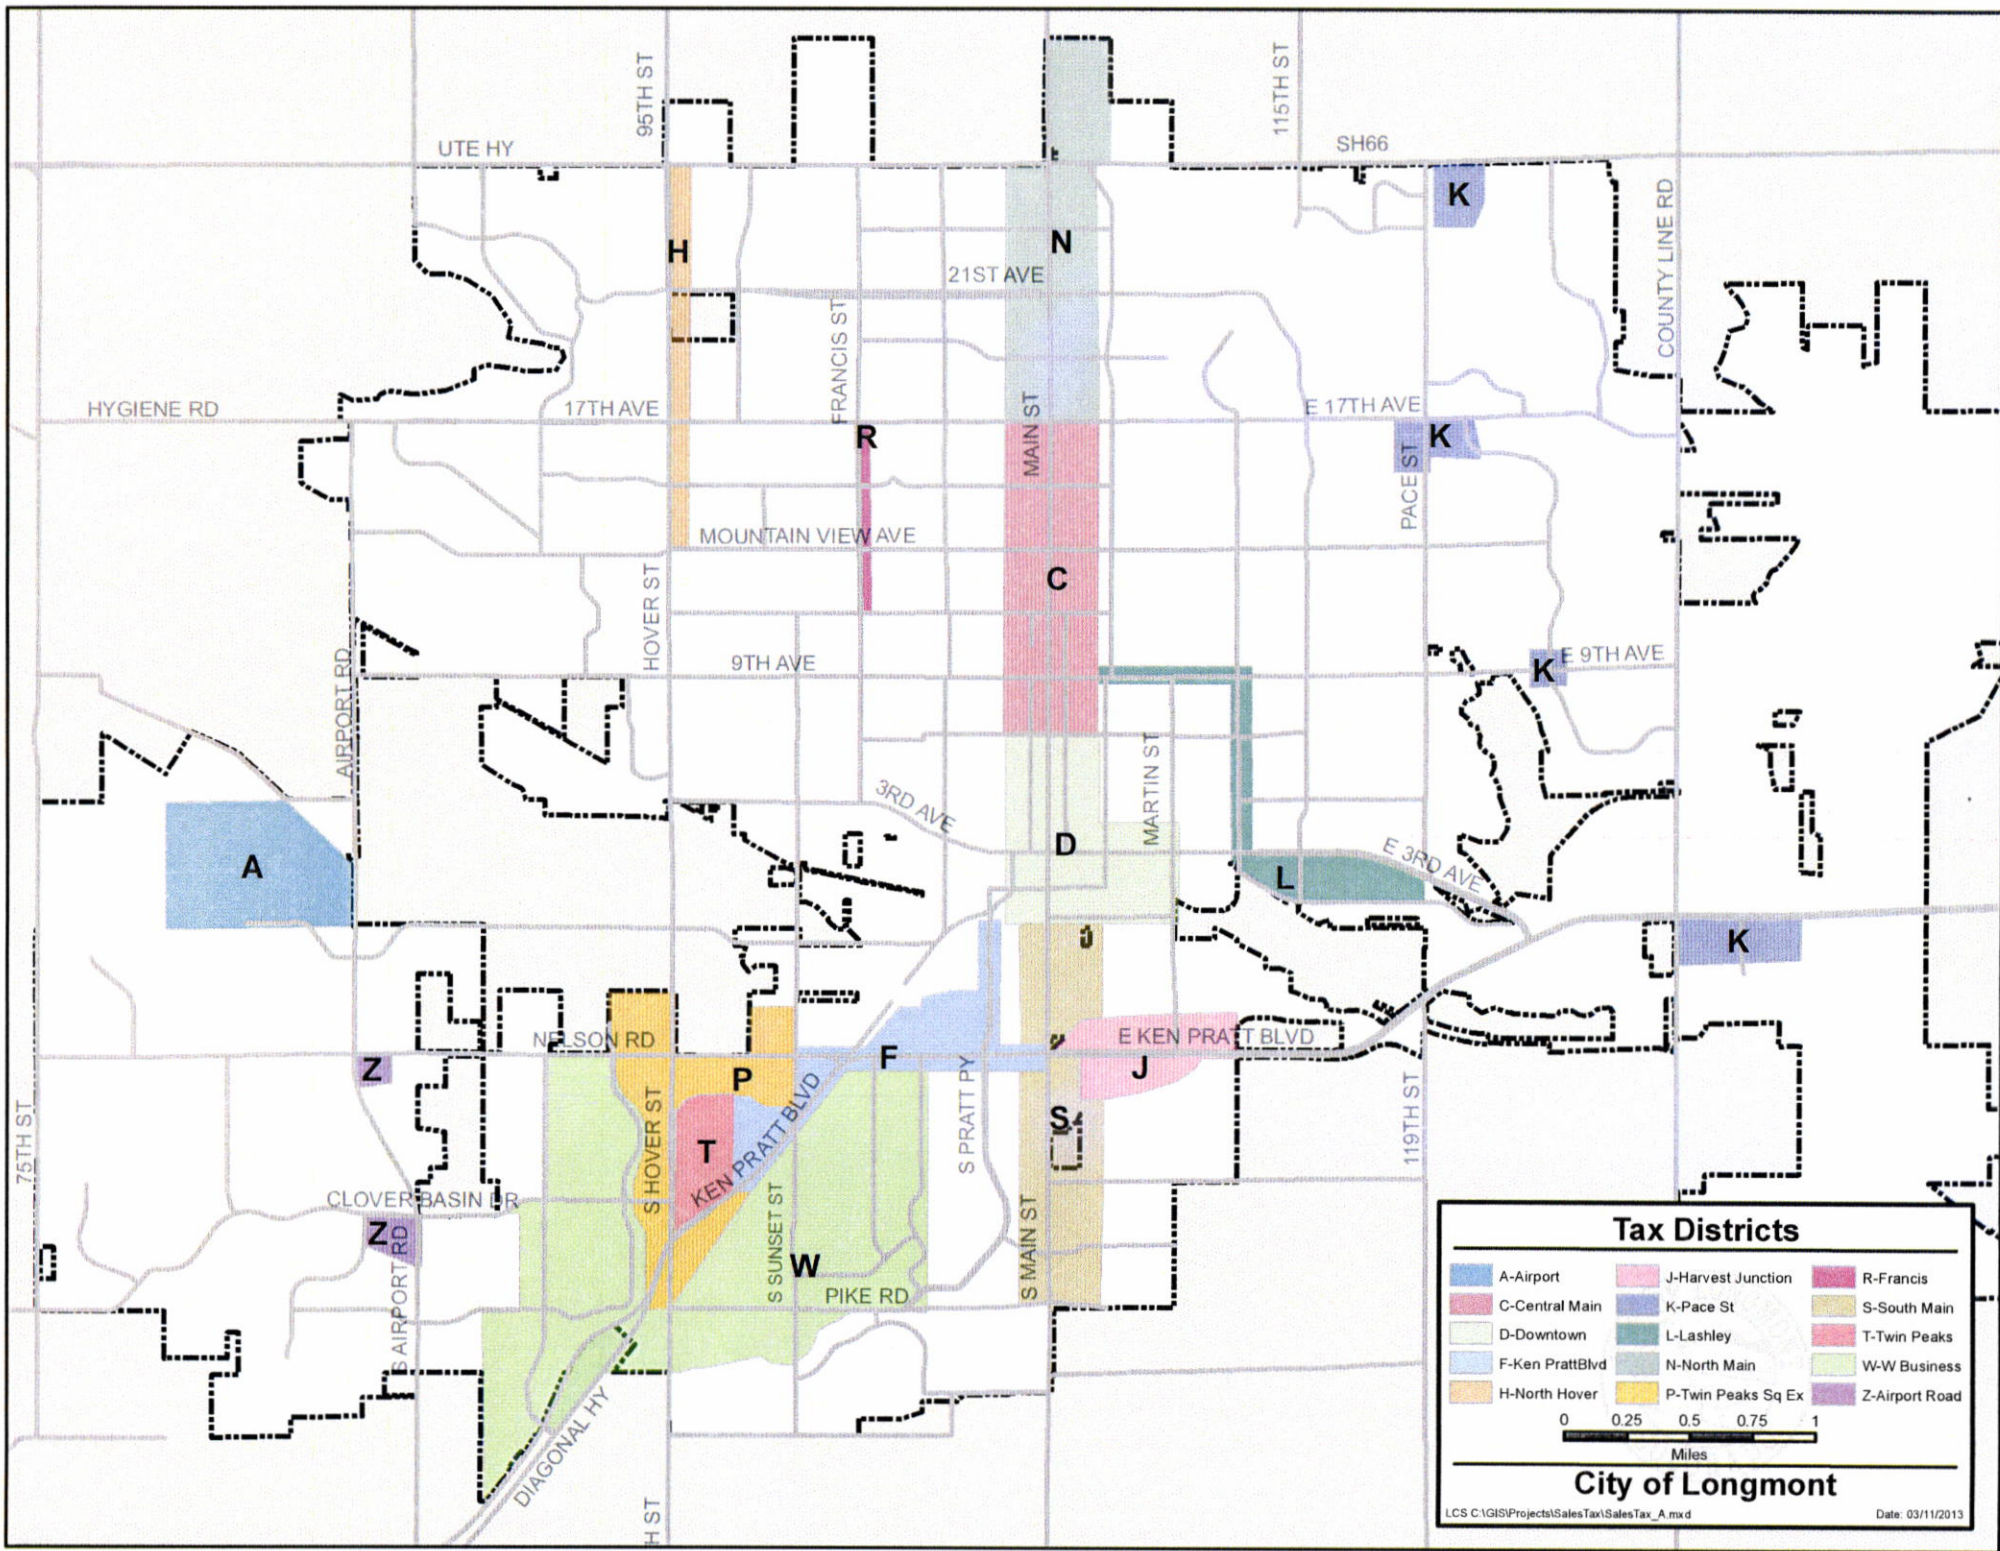 95TH ST
115TH ST
UTE HY
SH66
K
COUNTY LINE RD
H
N
21ST AVE
FRANCIS ST
HYGIENE RD
17TH AVE
MAIN ST
E 17TH AVE
R
K
PACE ST
MOUNTAIN VIEW AVE
C
HOVER ST
9TH AVE
E 9TH AVE
K
AIRPORT RD
MARTIN ST
3RD AVE
D
E 3RD AVE
A
L
K
NELSON RD
E KEN PRATT BLVD
F
Z
P
J
75TH ST
S HOVER ST
KEN PRATT BLVD
S PRATT PY
S
119TH ST
T
CLOVER BASIN DR
Z
S AIRPORT RD
S SUNSET ST
W
S MAIN ST
PIKE RD
DIAGONAL HY
H ST
Tax Districts
A-Airport
C-Central Main
D-Downtown
F-Ken PrattBlvd
H-North Hover
J-Harvest Junction
K-Pace St
L-Lashley
N-North Main
P-Twin Peaks Sq Ex
R-Francis
S-South Main
T-Twin Peaks
W-W Business
Z-Airport Road
0 0.25 0.5 0.75 1
Miles
City of Longmont
LCS C:\GIS\Projects\SalesTax\SalesTax_A.mxd Date: 03/11/2013